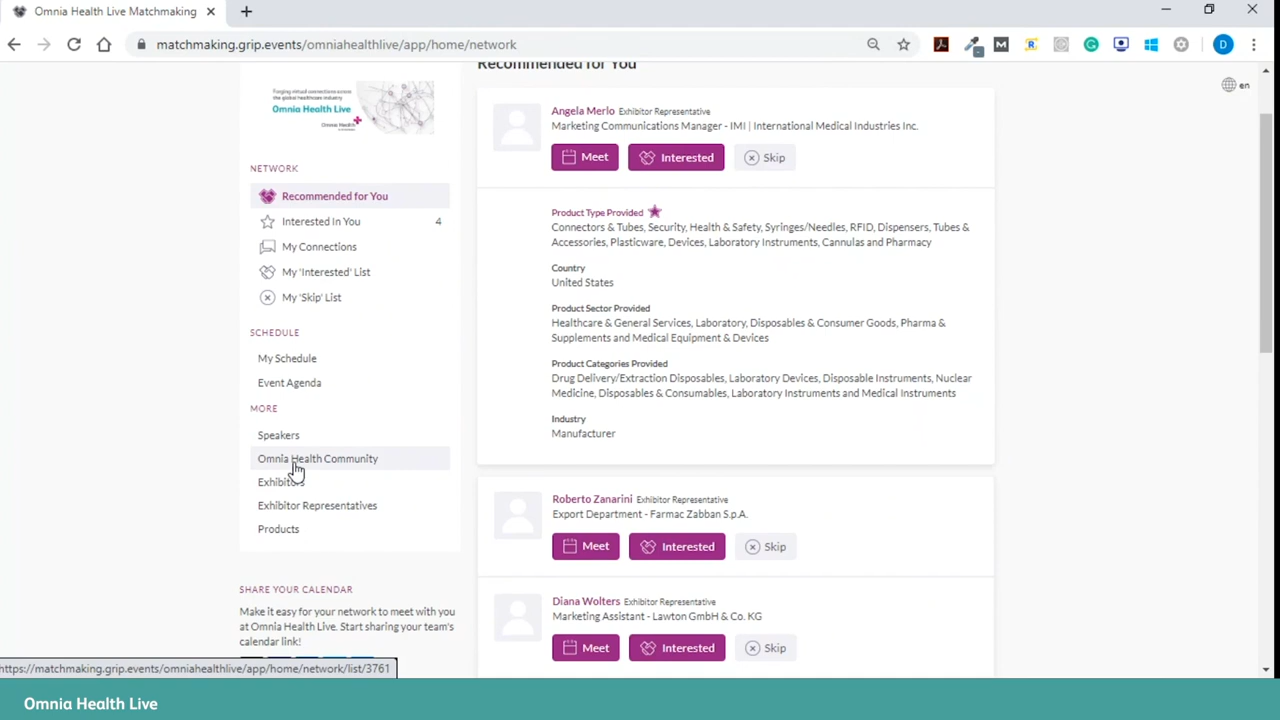 Omnia Health Live Matchmaking
matchmaking.grip.events/omniahealthlive/app/home/network
D
en
Forging virtual connections across
the global healthcare industry
Omnia Health Live
Omnia Health
NETWORK
Recommended for You
Interested In You 4
My Connections
My 'Interested' List
My 'Skip' List
SCHEDULE
My Schedule
Event Agenda
MORE
Speakers
Omnia Health Community
Exhibitors
Exhibitor Representatives
Products
SHARE YOUR CALENDAR
Make it easy for your network to meet with you
at Omnia Health Live. Start sharing your team's
calendar link!
https://matchmaking.grip.events/omniahealthlive/app/home/network/list/3761
Recommended for You
Angela Merlo Exhibitor Representative
Marketing Communications Manager - IMI | International Medical Industries Inc.
Meet Interested Skip
Product Type Provided
Connectors & Tubes, Security, Health & Safety, Syringes/Needles, RFID, Dispensers, Tubes &
Accessories, Plasticware, Devices, Laboratory Instruments, Cannulas and Pharmacy
Country
United States
Product Sector Provided
Healthcare & General Services, Laboratory, Disposables & Consumer Goods, Pharma &
Supplements and Medical Equipment & Devices
Product Categories Provided
Drug Delivery/Extraction Disposables, Laboratory Devices, Disposable Instruments, Nuclear
Medicine, Disposables & Consumables, Laboratory Instruments and Medical Instruments
Industry
Manufacturer
Roberto Zanarini Exhibitor Representative
Export Department - Farmac Zabban S.p.A.
Meet Interested Skip
Diana Wolters Exhibitor Representative
Marketing Assistant - Lawton GmbH & Co. KG
Meet Interested Skip
Omnia Health Live